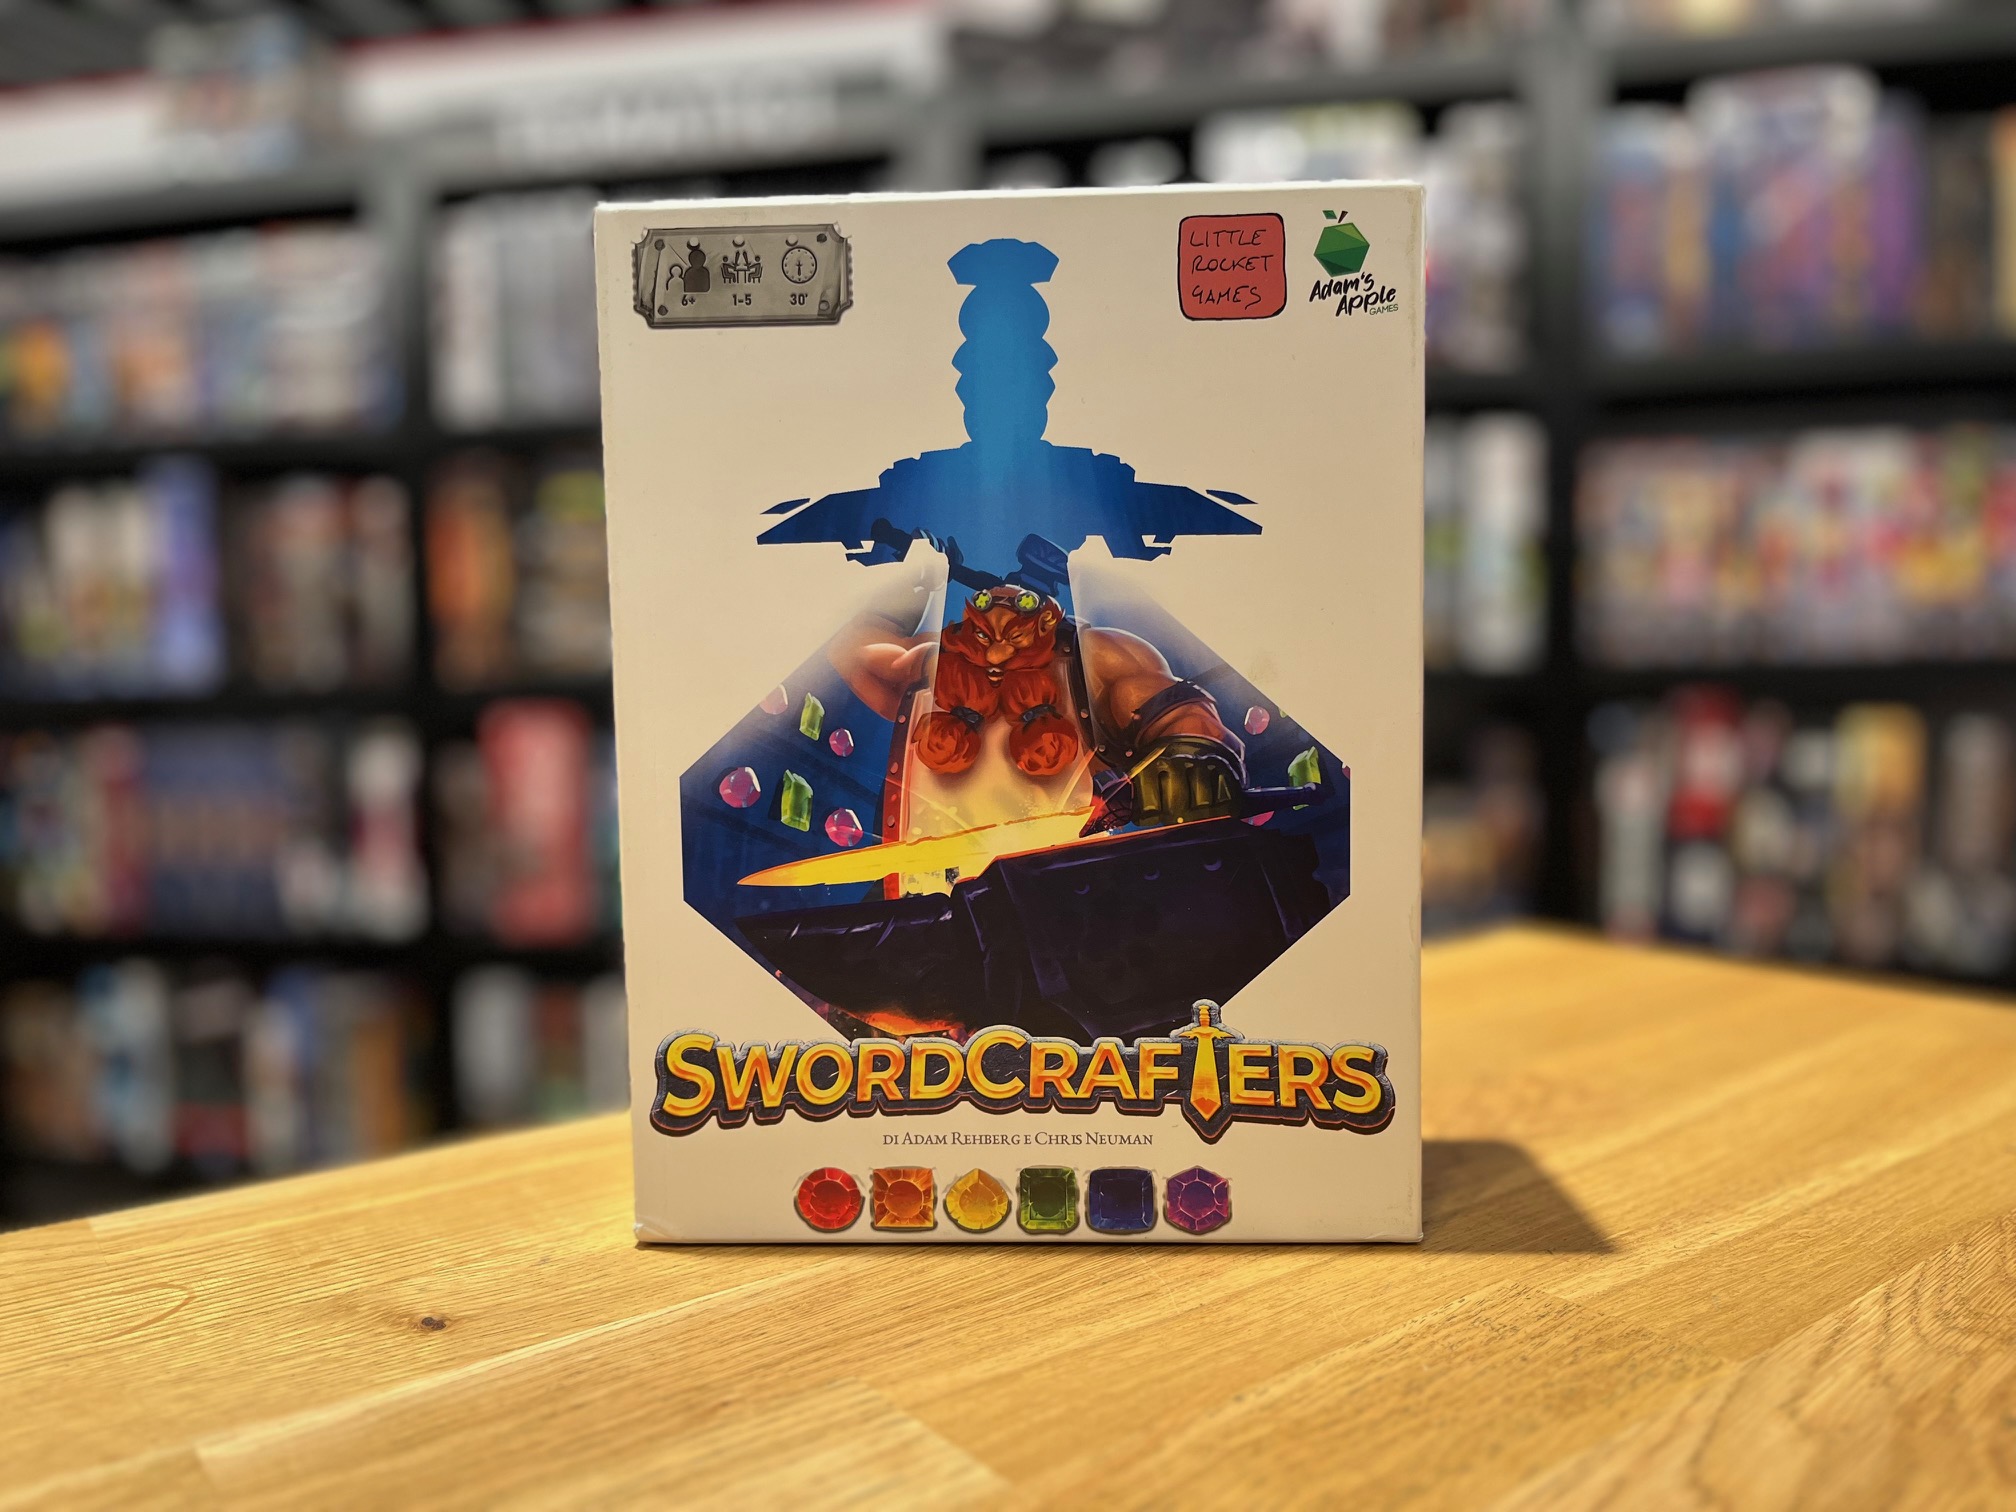 6+ 1-5 30'
LITTLE
ROCKET
GAMES
Adam's
Apple
GAMES
SWORDCRAFTERS
DI ADAM REHBERG E CHRIS NEUMAN